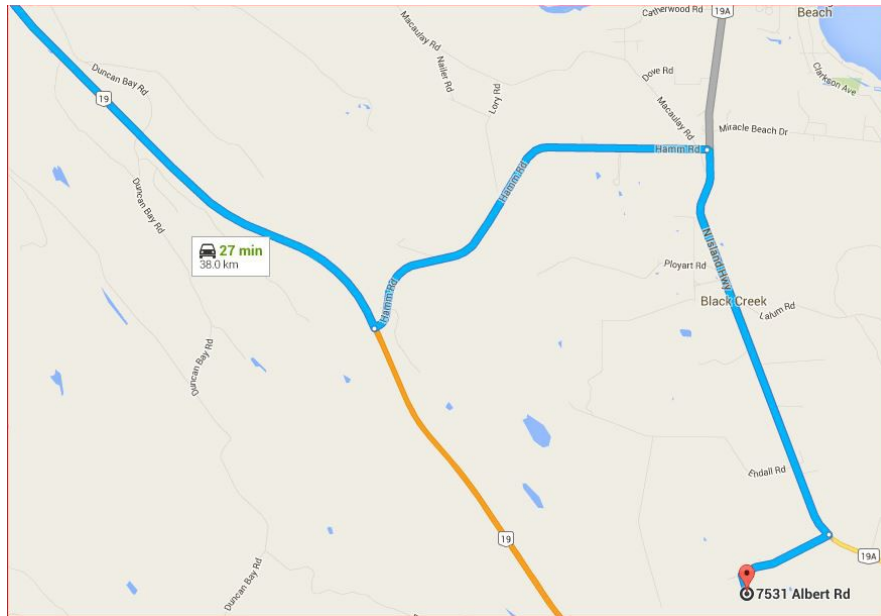 Catherwood Rd
19A
Beach
Macaulay Rd
Nailer Rd
Lory Rd
Dove Rd
Macaulay Rd
Clarkson Ave
Duncan Bay Rd
19
Miracle Beach Dr
Hamm Rd
Hamm Rd
Duncan Bay Rd
27 min
38.0 km
N Island Hwy
Ployart Rd
Hamm Rd
Black Creek
Lalum Rd
Duncan Bay Rd
Endall Rd
19
19A
Duncan Bay Rd
7531 Albert Rd